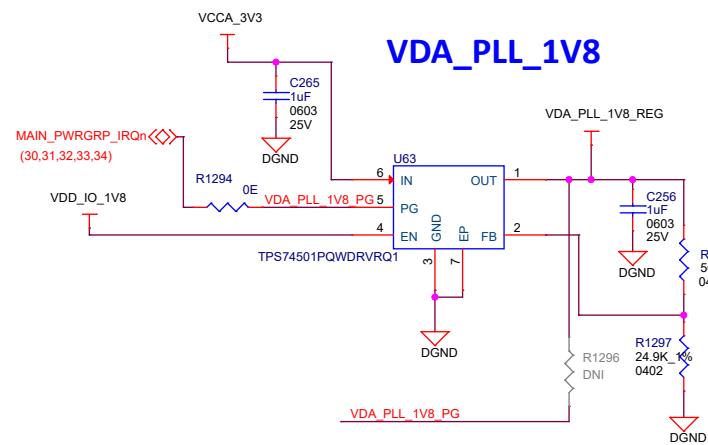 VCCA_3V3
VDA_PLL_1V8
C265
1uF
0603
25V
DGND
VDA_PLL_1V8_REG
MAIN_PWRGRP_IRQn
(30,31,32,33,34)
R1294
0E
VDA_PLL_1V8_PG
VDD_IO_1V8
U63
6 IN
5 PG
4 EN
OUT 1
FB 2
GND
EP
3
7
TPS74501PQWDRVRQ1
DGND
C256
1uF
0603
25V
DGND
R1297
24.9K_1%
0402
DGND
R1296
DNI
VDA_PLL_1V8_PG